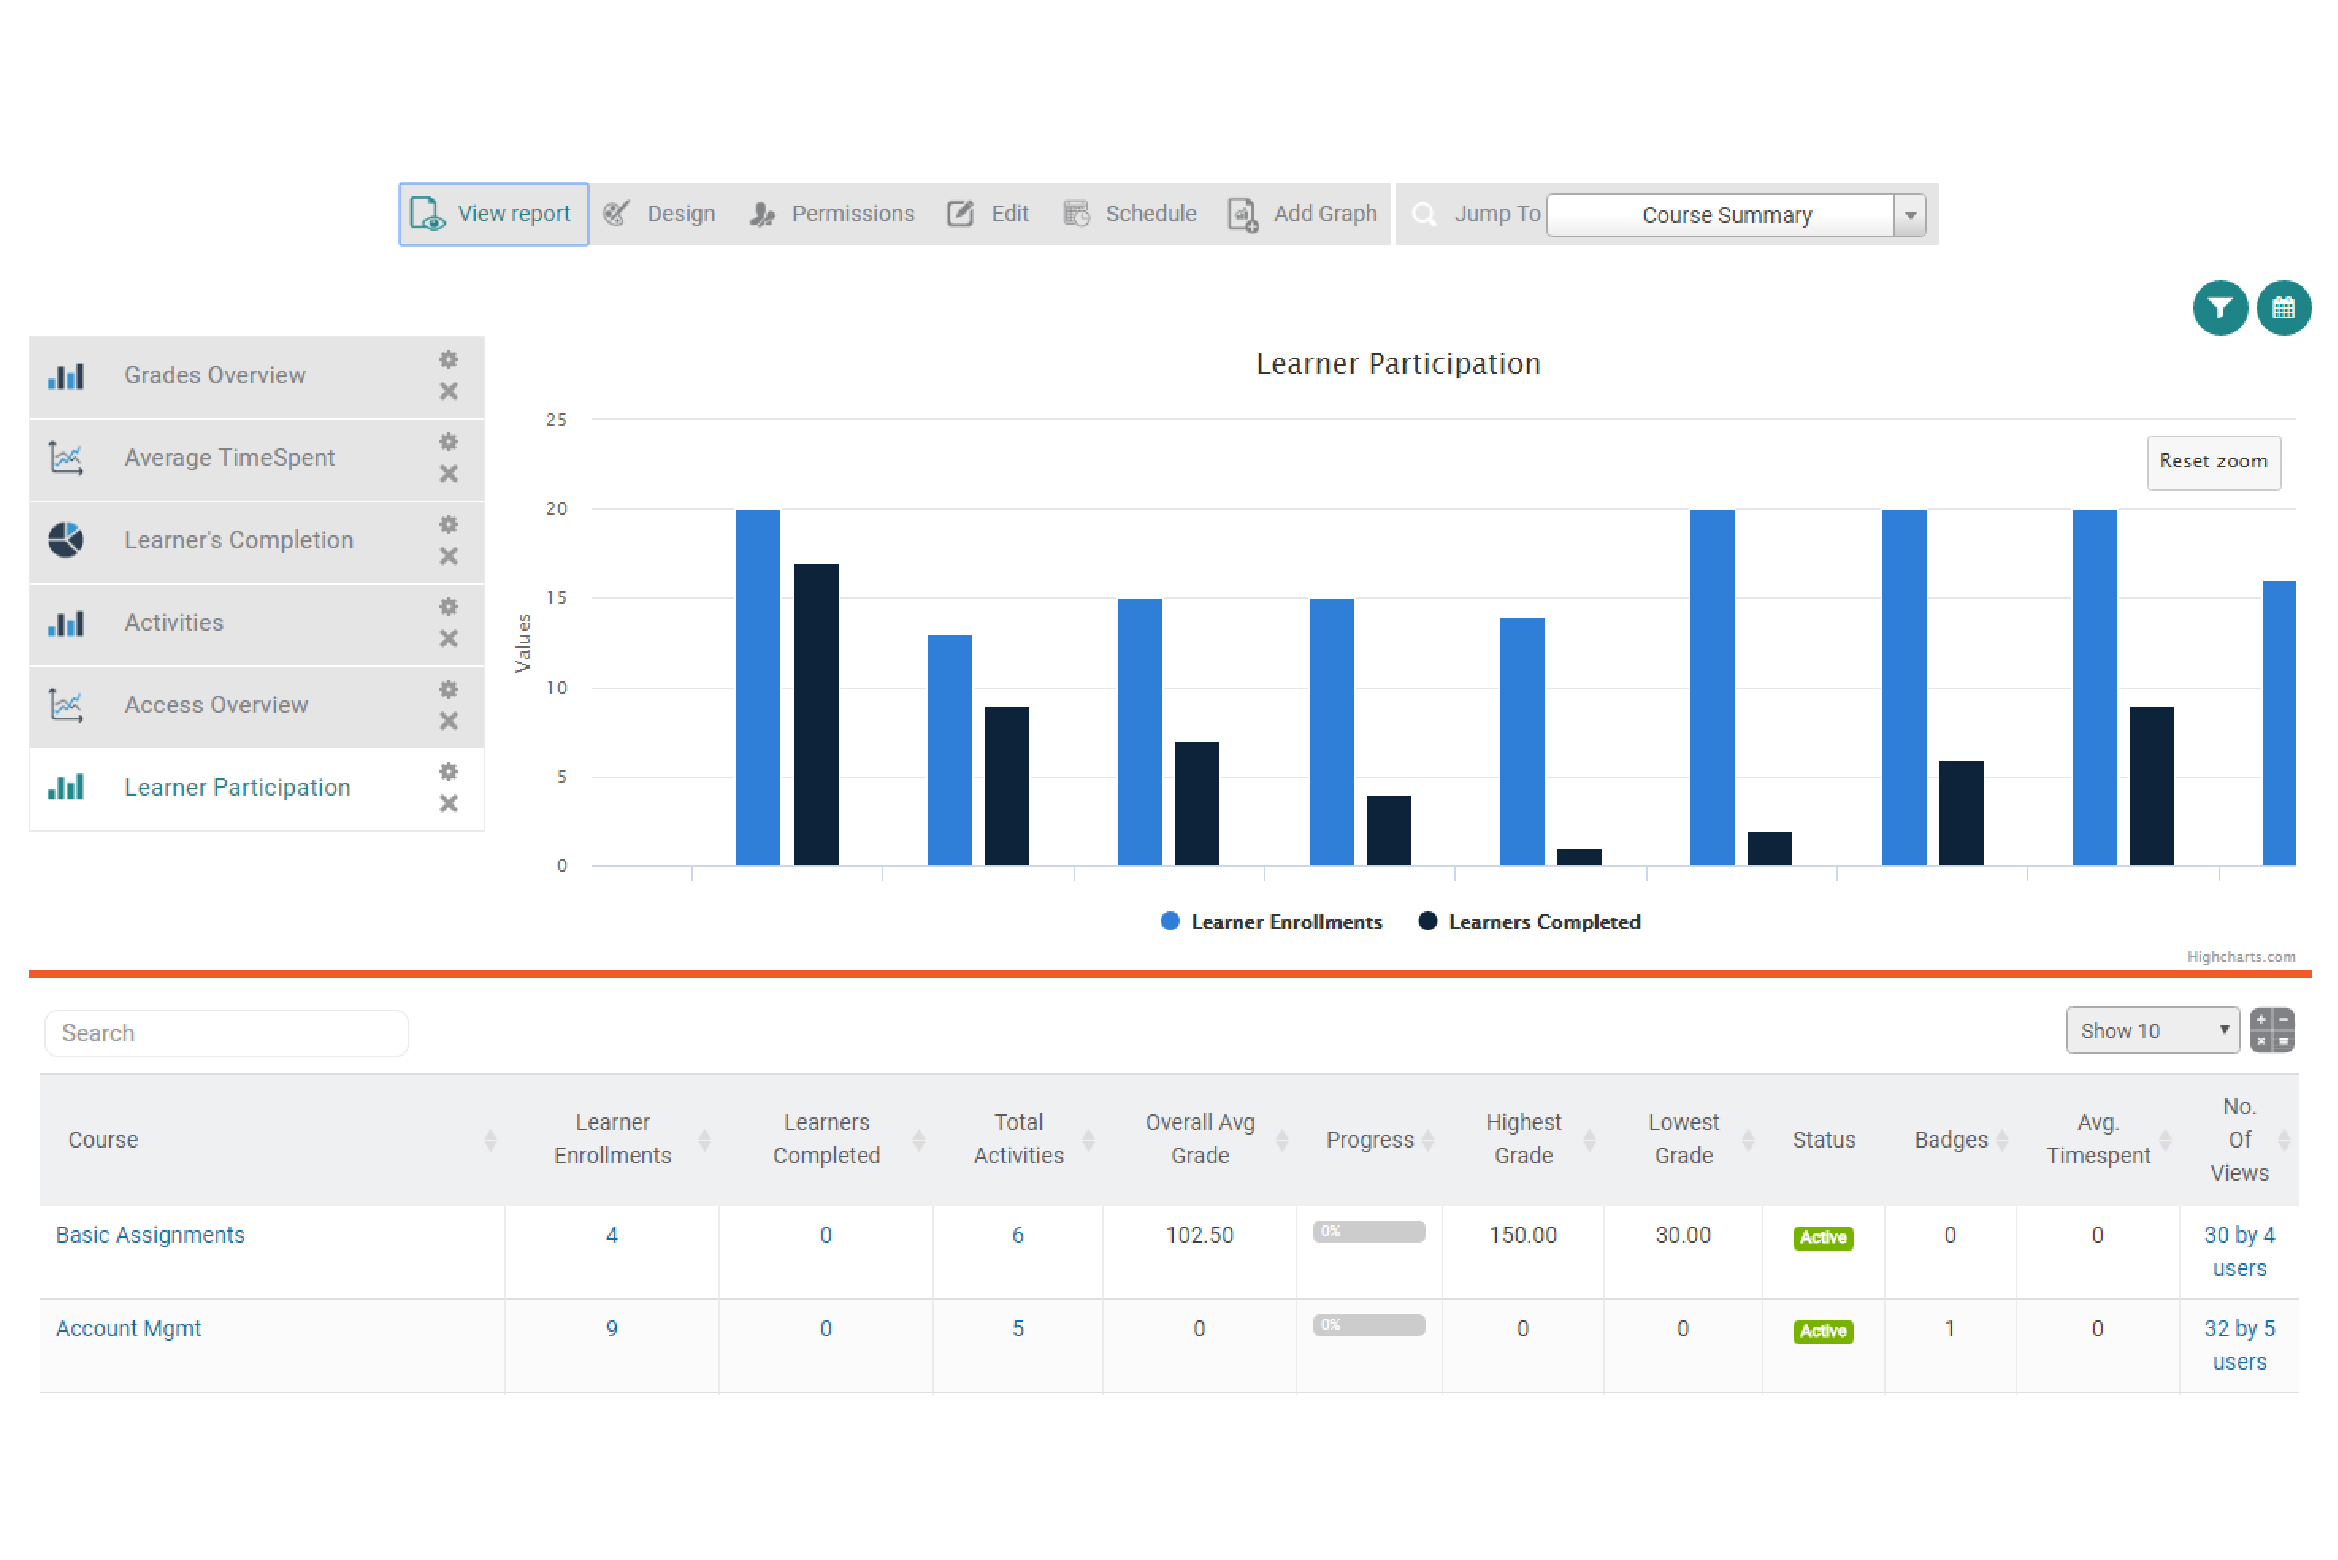 View report Design Permissions Edit Schedule Add Graph Jump To Course Summary
Grades Overview
Average TimeSpent
Learner's Completion
Activities
Access Overview
Learner Participation
Learner Participation
Reset zoom
Values
25
20
15
10
5
0
Learner Enrollments Learners Completed
Highcharts.com
Search
Show 10
Course Learner Enrollments Learners Completed Total Activities Overall Avg Grade Progress Highest Grade Lowest Grade Status Badges Avg. Timespent No. Of Views
Basic Assignments 4 0 6 102.50 0% 150.00 30.00 Active 0 0 30 by 4 users
Account Mgmt 9 0 5 0 0% 0 0 Active 1 0 32 by 5 users